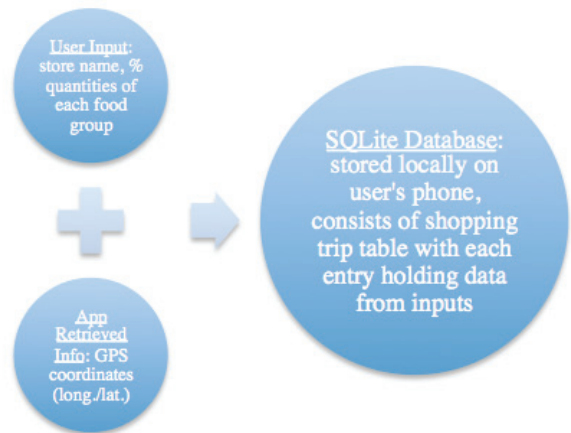 User Input:
store name, %
quantities of
each food
group
App
Retrieved
Info: GPS
coordinates
(long./lat.)
SQLite Database:
stored locally on
user's phone,
consists of shopping
trip table with each
entry holding data
from inputs